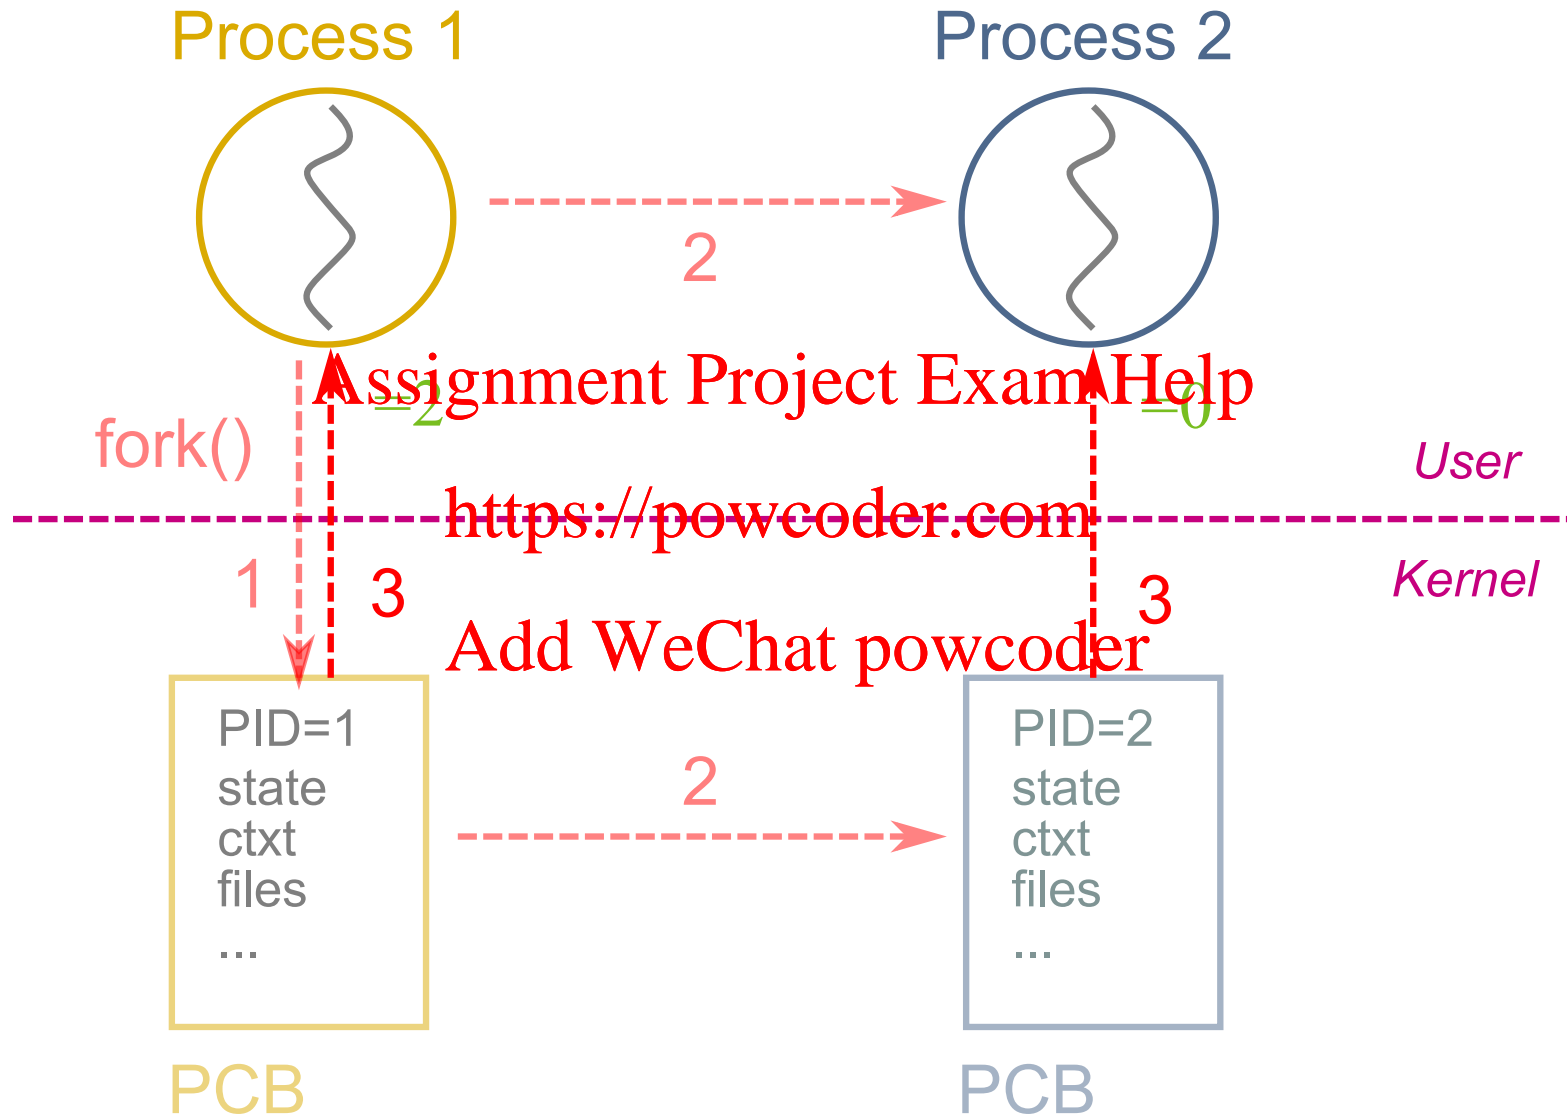 Process 1
Process 2
2
Assignment Project Exam Help
=2
=0
fork()
User
https://powcoder.com
1
3
3
Kernel
Add WeChat powcoder
PID=1
state
ctxt
files
...
2
PID=2
state
ctxt
files
...
PCB
PCB